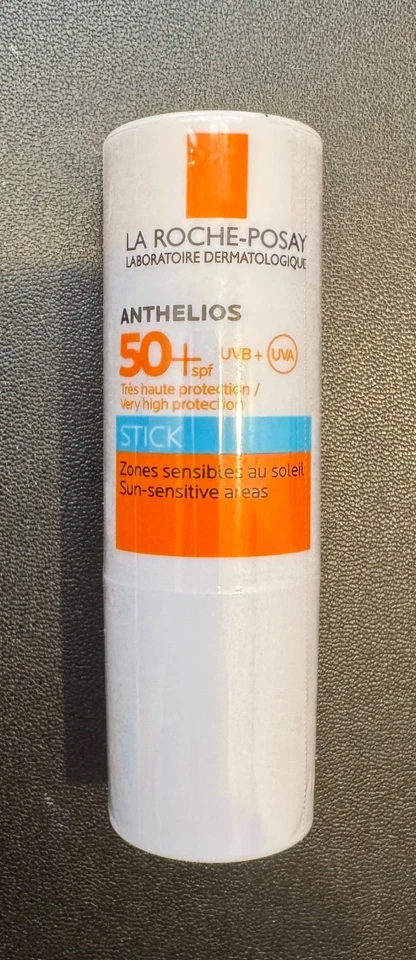 LA ROCHE-POSAY
LABORATOIRE DERMATOLOGIQUE
ANTHELIOS
50+ spf UVB + UVA
Très haute protection /
Very high protection
STICK
Zones sensibles au soleil
Sun-sensitive areas